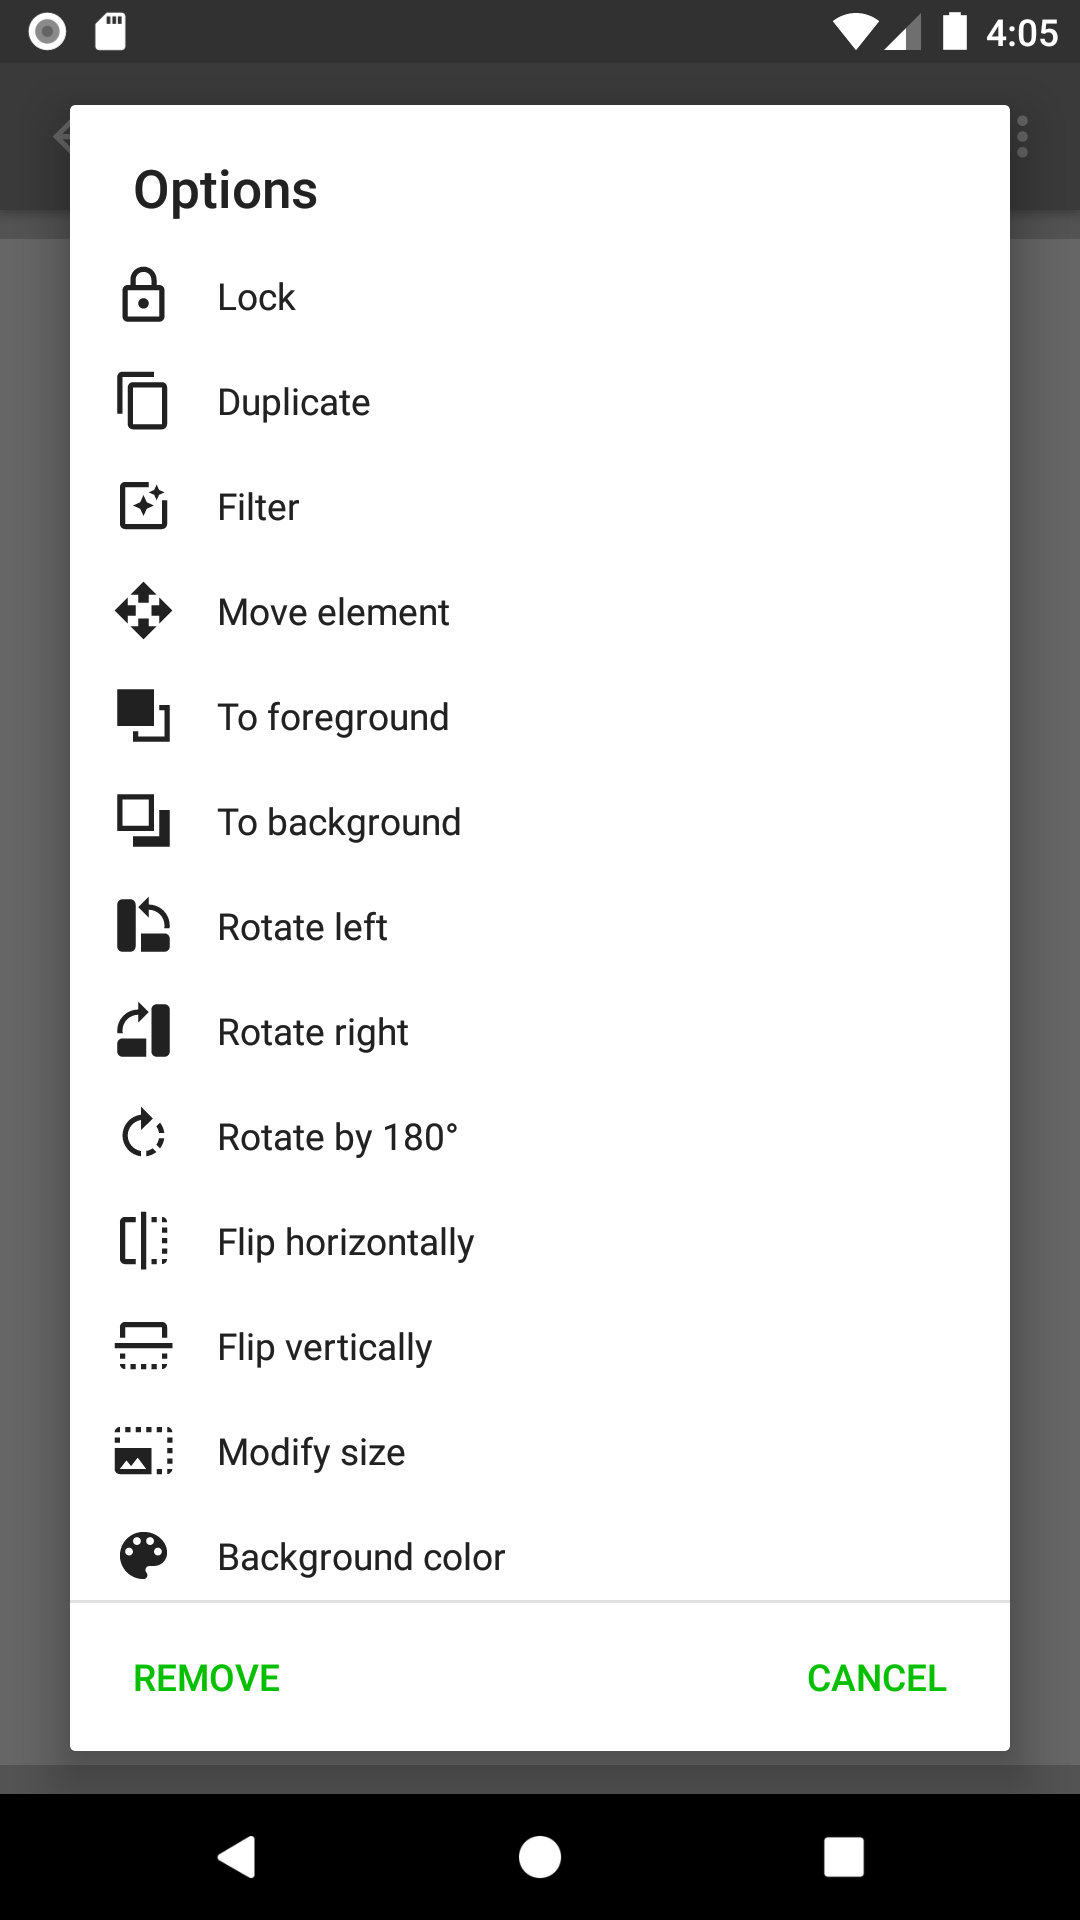 4:05
Options
Lock
Duplicate
Filter
Move element
To foreground
To background
Rotate left
Rotate right
Rotate by 180°
Flip horizontally
Flip vertically
Modify size
Background color
REMOVE CANCEL